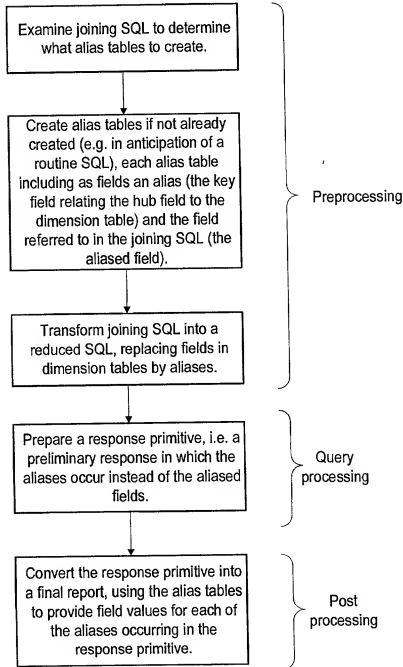 Examine joining SQL to determine
what alias tables to create.
Create alias tables if not already
created (e.g. in anticipation of a
routine SQL), each alias table
including as fields an alias (the key
field relating the hub field to the
dimension table) and the field
referred to in the joining SQL (the
aliased field).
Preprocessing
Transform joining SQL into a
reduced SQL, replacing fields in
dimension tables by aliases.
Prepare a response primitive, i.e. a
preliminary response in which the
aliases occur instead of the aliased
fields.
Query
processing
Convert the response primitive into
a final report, using the alias tables
to provide field values for each of
the aliases occurring in the
response primitive.
Post
processing